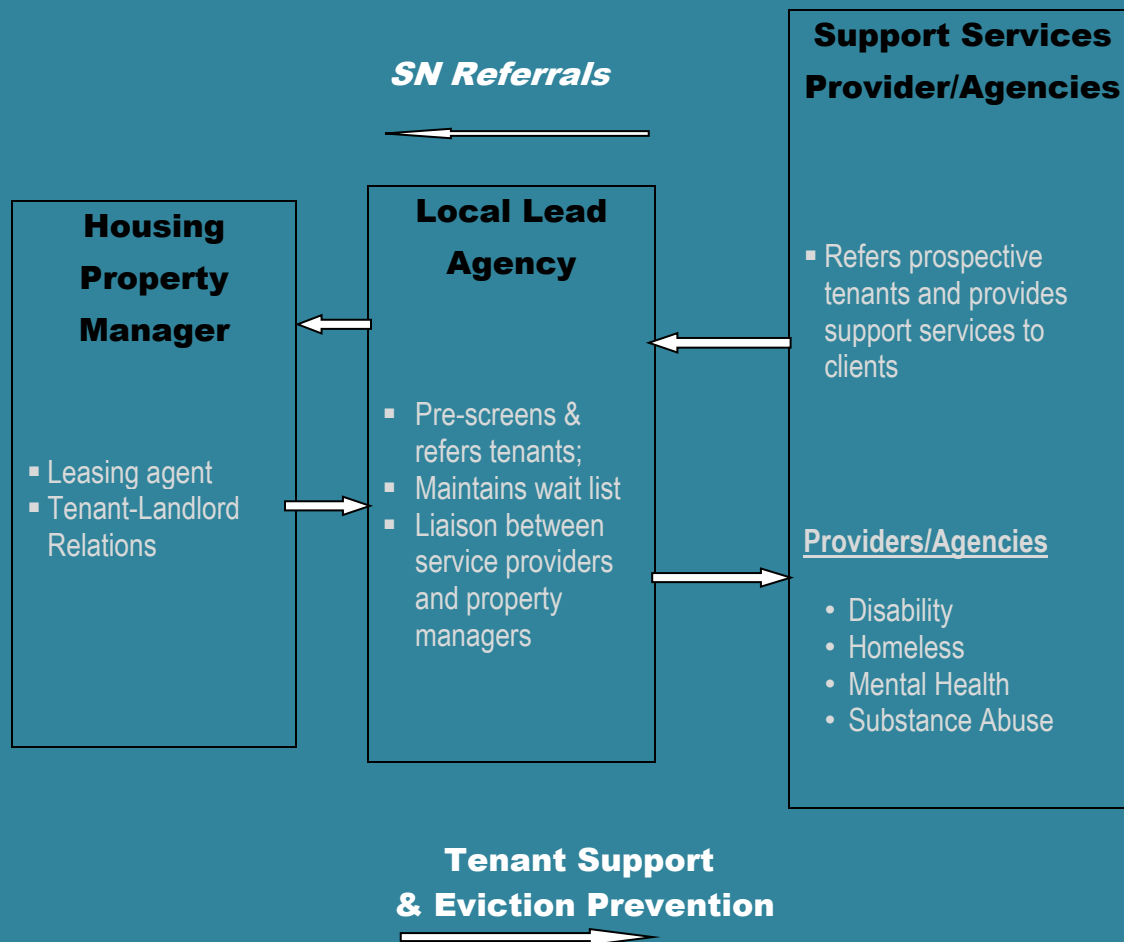 SN Referrals
Housing
Property
Manager
▪ Leasing agent
▪ Tenant-Landlord
Relations
Local Lead
Agency
▪ Pre-screens &
refers tenants;
▪ Maintains wait list
▪ Liaison between
service providers
and property
managers
Support Services
Provider/Agencies
▪ Refers prospective
tenants and provides
support services to
clients
Providers/Agencies
• Disability
• Homeless
• Mental Health
• Substance Abuse
Tenant Support
& Eviction Prevention